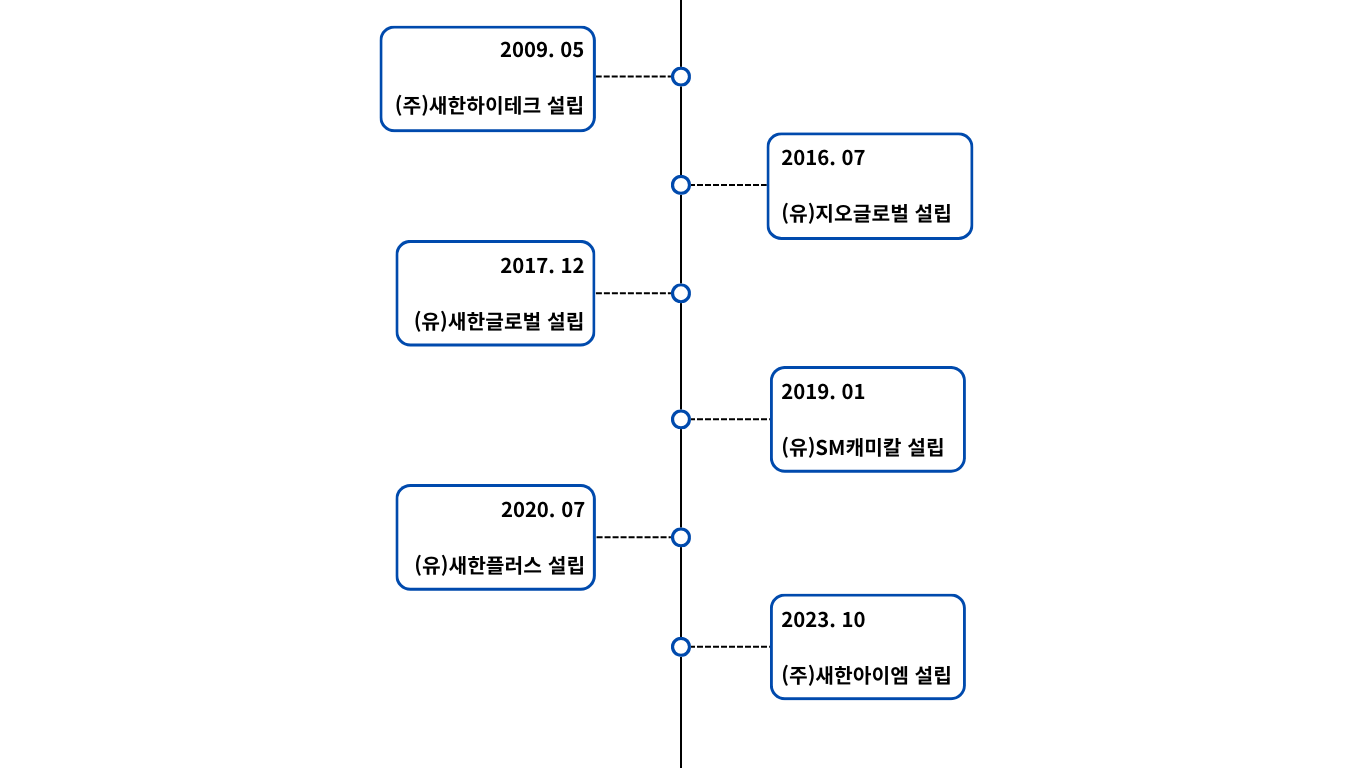 2009. 05
(주)새한하이테크 설립
2016. 07
(유)지오글로벌 설립
2017. 12
(유)새한글로벌 설립
2019. 01
(유)SM캐미칼 설립
2020. 07
(유)새한플러스 설립
2023. 10
(주)새한아이엠 설립